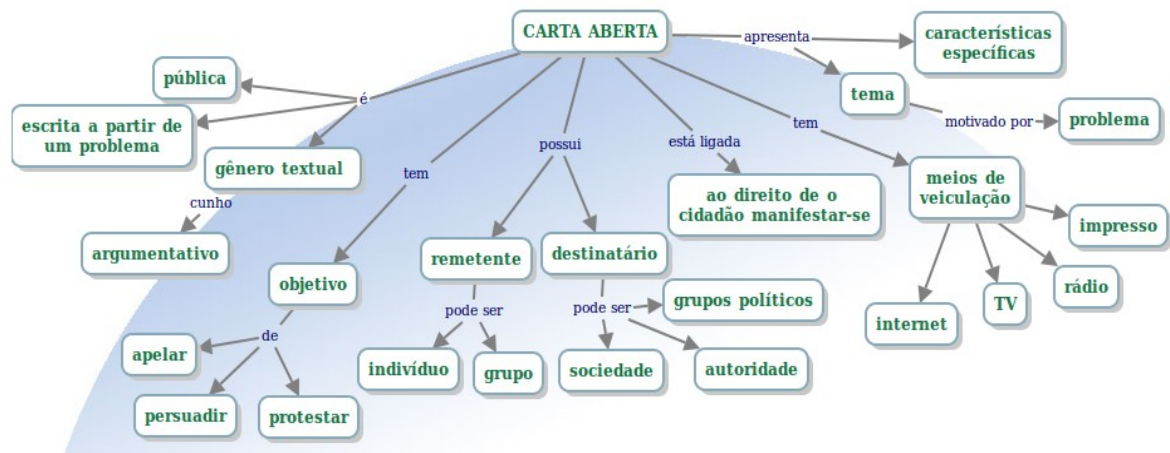 CARTA ABERTA
apresenta
características
específicas
pública
tema
é
escrita a partir de
um problema
motivado por
problema
tem
possui
está ligada
gênero textual
tem
meios de
veiculação
ao direito de o
cidadão manifestar-se
cunho
impresso
argumentativo
remetente
destinatário
objetivo
rádio
grupos políticos
TV
pode ser
pode ser
internet
de
apelar
indivíduo
grupo
sociedade
autoridade
persuadir
protestar